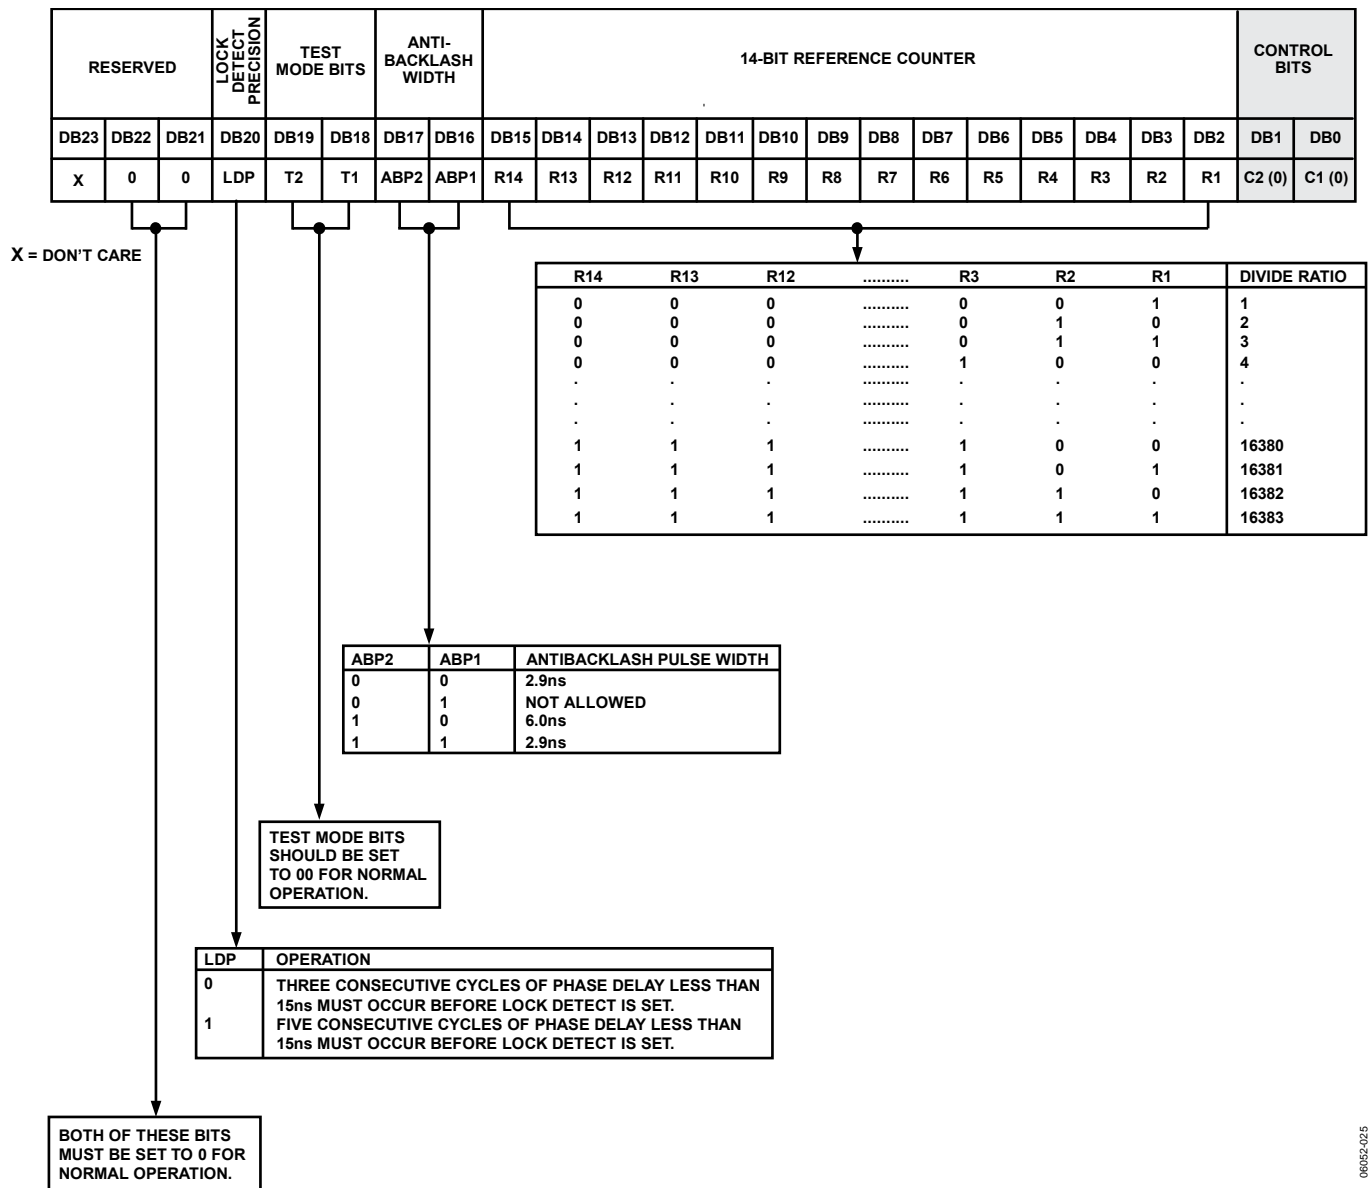 RESERVED
LOCK
DETECT
PRECISION
TEST
MODE BITS
ANTI-
BACKLASH
WIDTH
14-BIT REFERENCE COUNTER
CONTROL
BITS
DB23 DB22 DB21 DB20 DB19 DB18 DB17 DB16 DB15 DB14 DB13 DB12 DB11 DB10 DB9 DB8 DB7 DB6 DB5 DB4 DB3 DB2 DB1 DB0
X 0 0 LDP T2 T1 ABP2 ABP1 R14 R13 R12 R11 R10 R9 R8 R7 R6 R5 R4 R3 R2 R1 C2 (0) C1 (0)
X = DON'T CARE
R14 R13 R12 .......... R3 R2 R1 DIVIDE RATIO
0 0 0 .......... 0 0 1 1
0 0 0 .......... 0 1 0 2
0 0 0 .......... 0 1 1 3
0 0 0 .......... 1 0 0 4
. . . .......... . . . .
. . . .......... . . . .
. . . .......... . . . .
1 1 1 .......... 1 0 0 16380
1 1 1 .......... 1 0 1 16381
1 1 1 .......... 1 1 0 16382
1 1 1 .......... 1 1 1 16383
ABP2 ABP1 ANTIBACKLASH PULSE WIDTH
0 0 2.9ns
0 1 NOT ALLOWED
1 0 6.0ns
1 1 2.9ns
TEST MODE BITS
SHOULD BE SET
TO 00 FOR NORMAL
OPERATION.
LDP OPERATION
0 THREE CONSECUTIVE CYCLES OF PHASE DELAY LESS THAN
15ns MUST OCCUR BEFORE LOCK DETECT IS SET.
1 FIVE CONSECUTIVE CYCLES OF PHASE DELAY LESS THAN
15ns MUST OCCUR BEFORE LOCK DETECT IS SET.
BOTH OF THESE BITS
MUST BE SET TO 0 FOR
NORMAL OPERATION.
06052-025